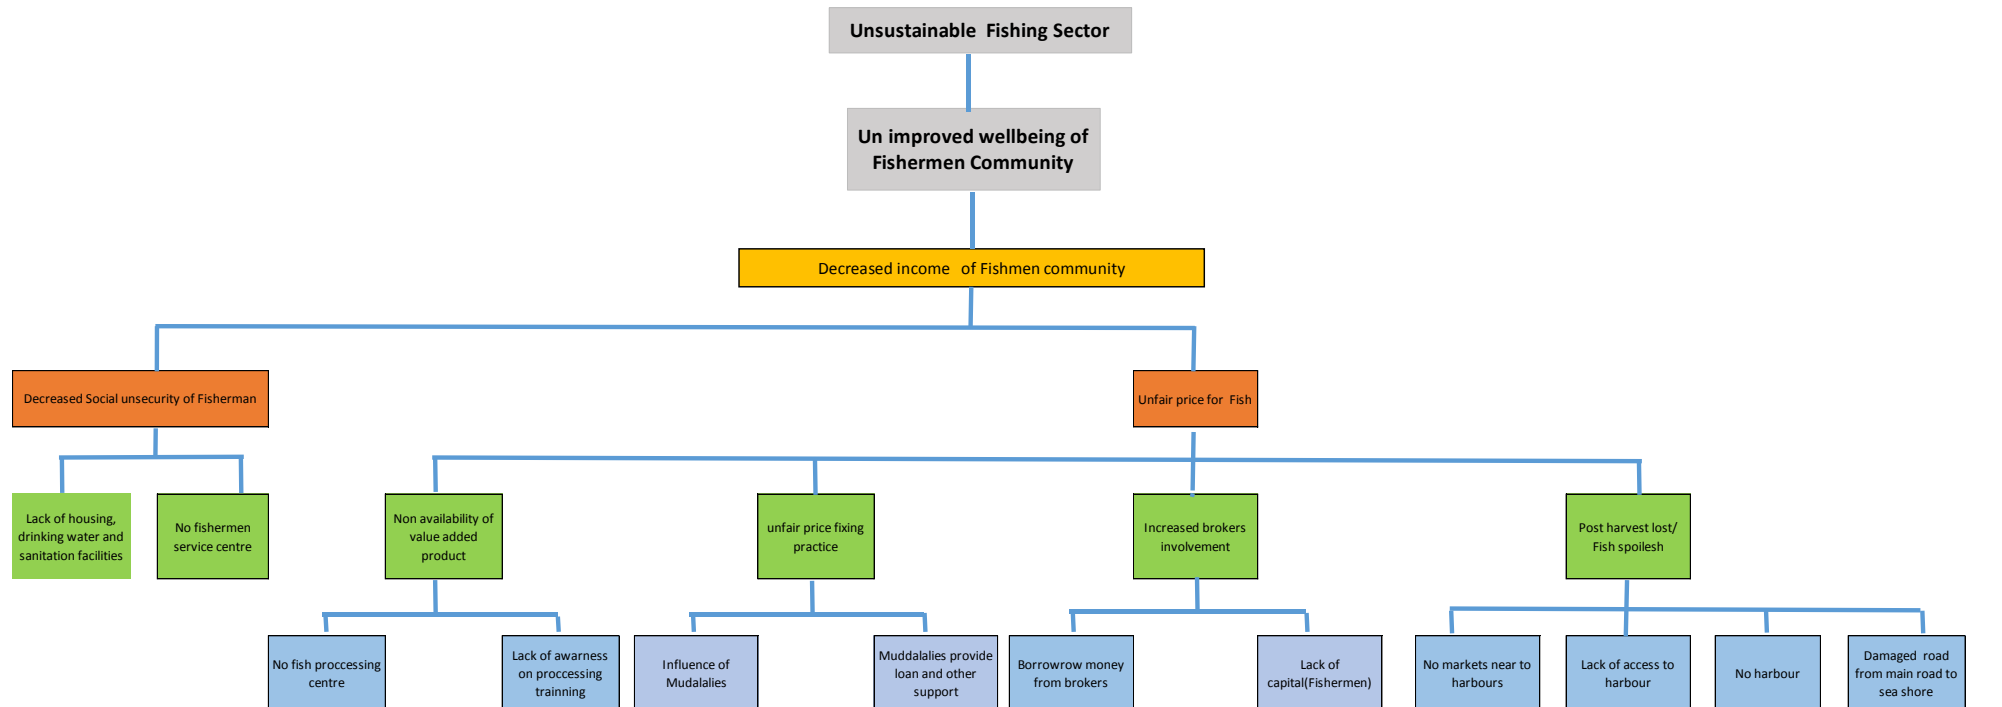 Unsustainable Fishing Sector
Un improved wellbeing of
Fishermen Community
Decreased income of Fishmen community
Decreased Social unsecurity of Fisherman
Unfair price for Fish
Lack of housing,
drinking water and
sanitation facilities
No fishermen
service centre
Non availability of
value added
product
unfair price fixing
practice
Increased brokers
involvement
Post harvest lost/
Fish spoilesh
No fish proccessing
centre
Lack of awarness
on proccessing
trainning
Influence of
Mudalalies
Muddalalies provide
loan and other
support
Borrowrow money
from brokers
Lack of
capital(Fishermen)
No markets near to
harbours
Lack of access to
harbour
No harbour
Damaged road
from main road to
sea shore